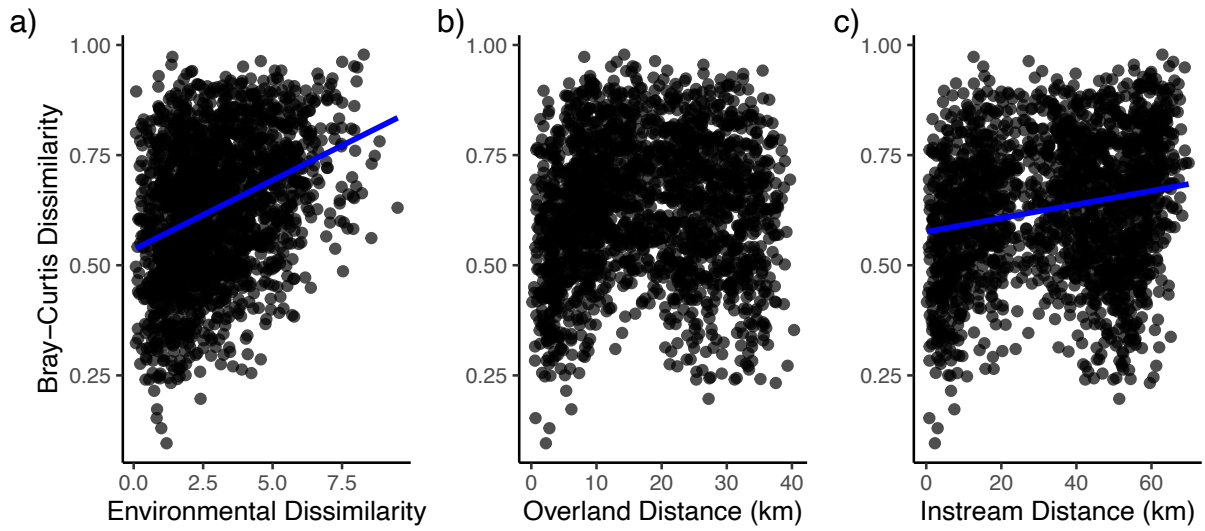 a)
b)
c)
Bray−Curtis Dissimilarity
1.00
0.75
0.50
0.25
0.0 2.5 5.0 7.5
Environmental Dissimilarity
1.00
0.75
0.50
0.25
0 10 20 30 40
Overland Distance (km)
1.00
0.75
0.50
0.25
0 20 40 60
Instream Distance (km)